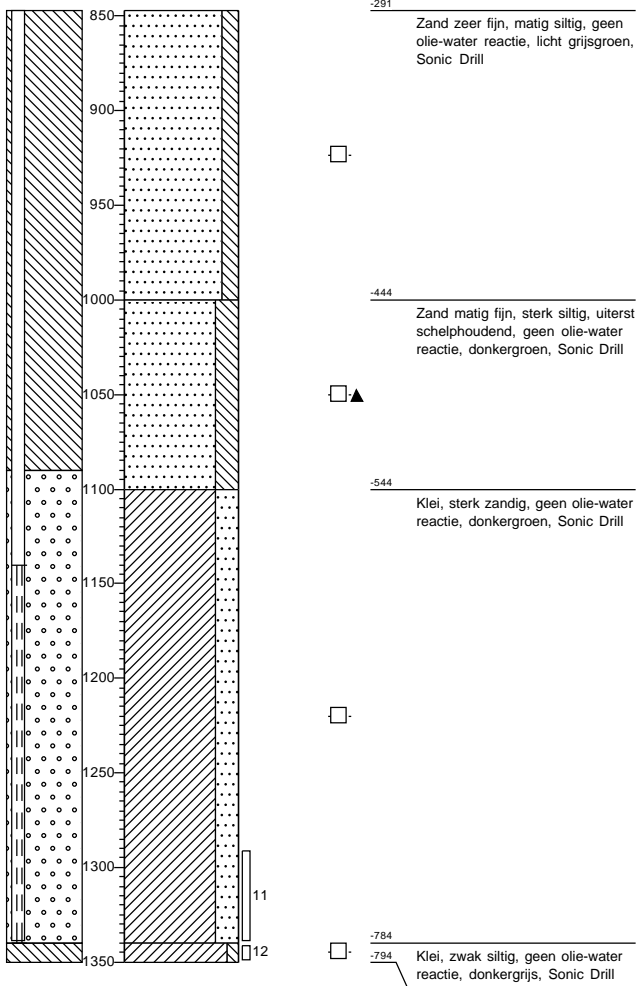 -291
850
Zand zeer fijn, matig siltig, geen
olie-water reactie, licht grijsgroen,
Sonic Drill
900
950
1000
-444
Zand matig fijn, sterk siltig, uiterst
schelphoudend, geen olie-water
reactie, donkergroen, Sonic Drill
1050
1100
-544
Klei, sterk zandig, geen olie-water
reactie, donkergroen, Sonic Drill
1150
1200
1250
1300
11
-784
12
1350
-794
Klei, zwak siltig, geen olie-water
reactie, donkergrijs, Sonic Drill